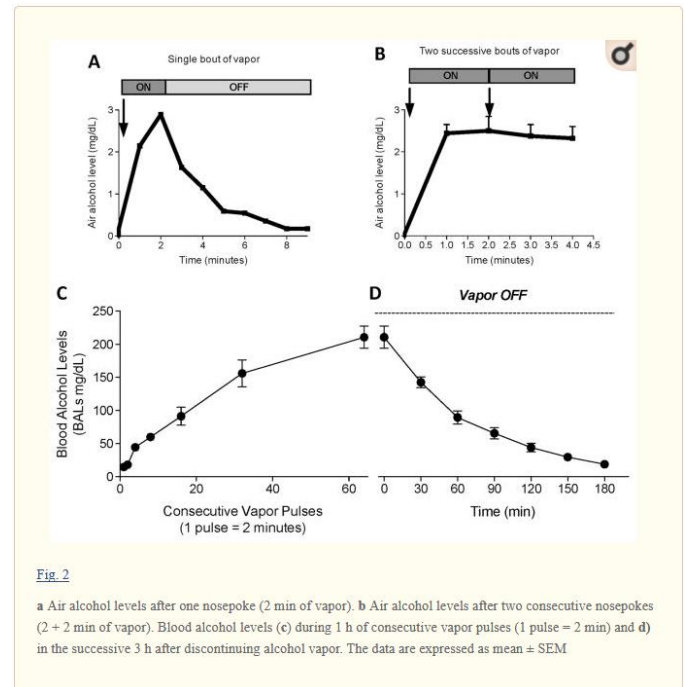 A
Single bout of vapor
ON
OFF
Air alcohol level (mg/dL)
3
2
1
0
0
2
4
6
8
Time (minutes)
B
Two successive bouts of vapor
ON
ON
Air alcohol level (mg/dL)
3
2
1
0
0.0
0.5
1.0
1.5
2.0
2.5
3.0
3.5
4.0
4.5
Time (minutes)
C
Blood Alcohol Levels
(BALs mg/dL)
250
200
150
100
50
0
0
20
40
60
Consecutive Vapor Pulses
(1 pulse = 2 minutes)
D
Vapor OFF
0
30
60
90
120
150
180
Time (min)
Fig. 2
a Air alcohol levels after one nosepoke (2 min of vapor). b Air alcohol levels after two consecutive nosepokes
(2 + 2 min of vapor). Blood alcohol levels (c) during 1 h of consecutive vapor pulses (1 pulse = 2 min) and d)
in the successive 3 h after discontinuing alcohol vapor. The data are expressed as mean ± SEM